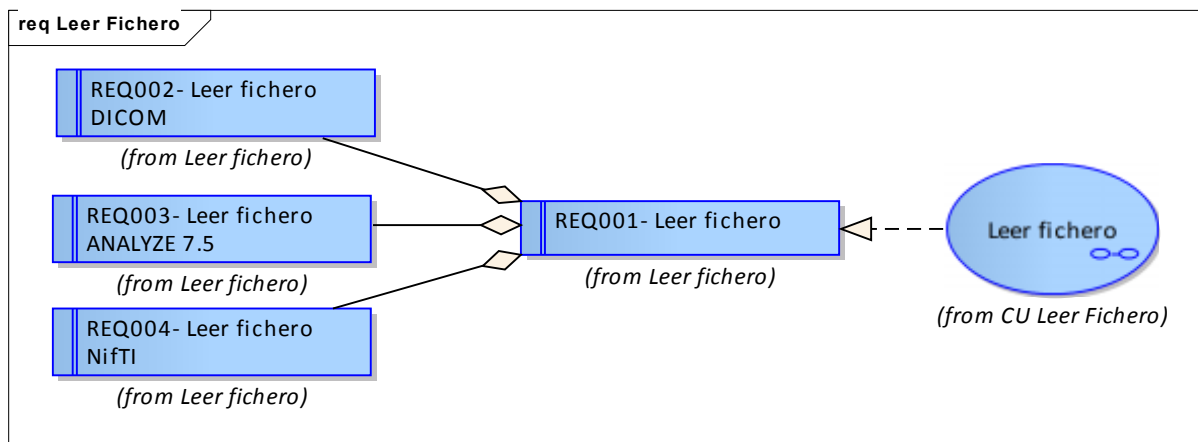 req Leer Fichero
REQ002- Leer fichero
DICOM
(from Leer fichero)
REQ003- Leer fichero
ANALYZE 7.5
(from Leer fichero)
REQ004- Leer fichero
NifTI
(from Leer fichero)
REQ001- Leer fichero
(from Leer fichero)
Leer fichero
(from CU Leer Fichero)